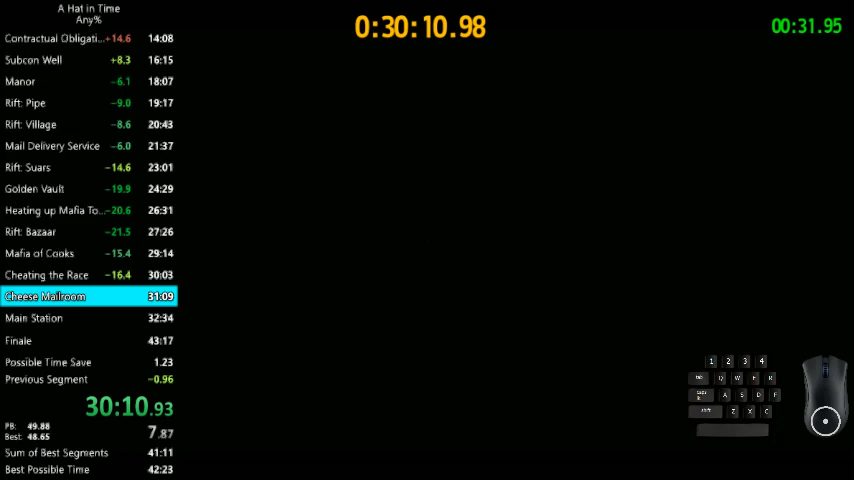 A Hat in Time
Any%
Contractual Obligati... +14.6 14:08
Subcon Well +8.3 16:15
Manor -6.1 18:07
Rift: Pipe -9.0 19:17
Rift: Village -8.6 20:43
Mail Delivery Service -6.0 21:37
Rift: Suars -14.6 23:01
Golden Vault -19.9 24:29
Heating up Mafia To... -20.6 26:31
Rift: Bazaar -21.5 27:26
Mafia of Cooks -15.4 29:14
Cheating the Race -16.4 30:03
Cheese Mailroom 31:09
Main Station 32:34
Finale 43:17
Possible Time Save 1.23
Previous Segment -0.96
30:10.93
PB: 49.88
Best: 48.65
7.87
Sum of Best Segments 41:11
Best Possible Time 42:23
0:30:10.98
00:31.95
1 2 3 4
tab Q W E R
A S D F
shift Z X C